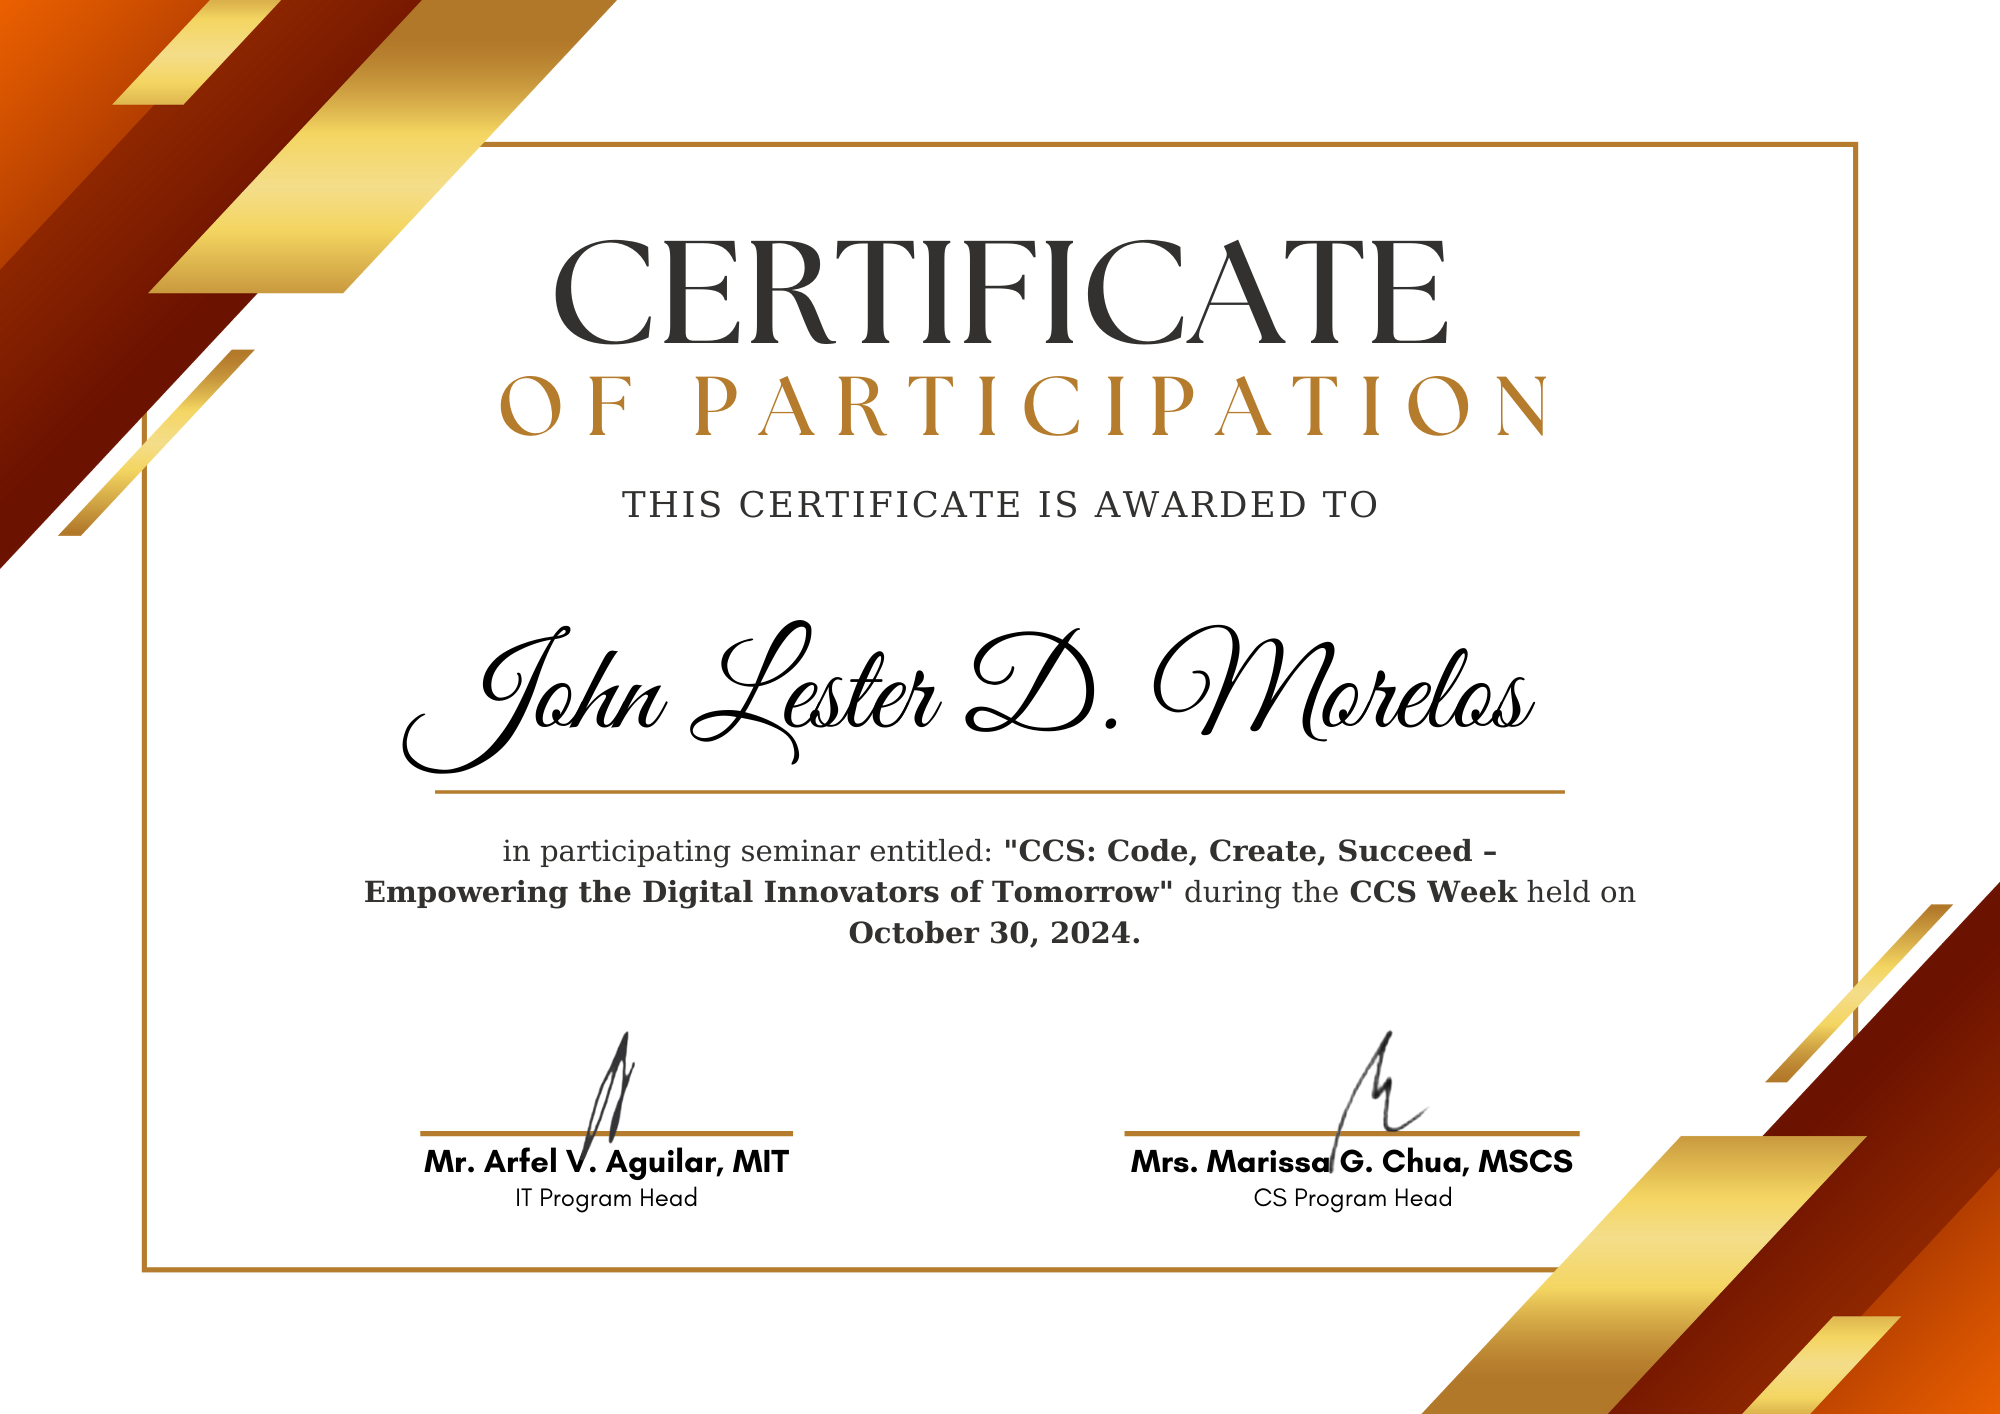 CERTIFICATE
OF PARTICIPATION
THIS CERTIFICATE IS AWARDED TO
John Lester D. Morelos
in participating seminar entitled: "CCS: Code, Create, Succeed –
Empowering the Digital Innovators of Tomorrow" during the CCS Week held on
October 30, 2024.
Mr. Arfel V. Aguilar, MIT
IT Program Head
Mrs. Marissa G. Chua, MSCS
CS Program Head